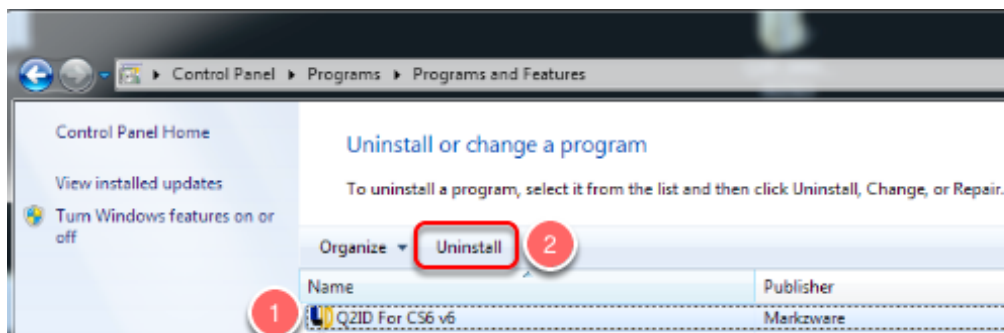 Control Panel Programs Programs and Features
Control Panel Home
View installed updates
Turn Windows features on or
off
Uninstall or change a program
To uninstall a program, select it from the list and then click Uninstall, Change, or Repair.
Organize Uninstall 2
Name Publisher
1 Q2ID For CS6 v6 Markzware